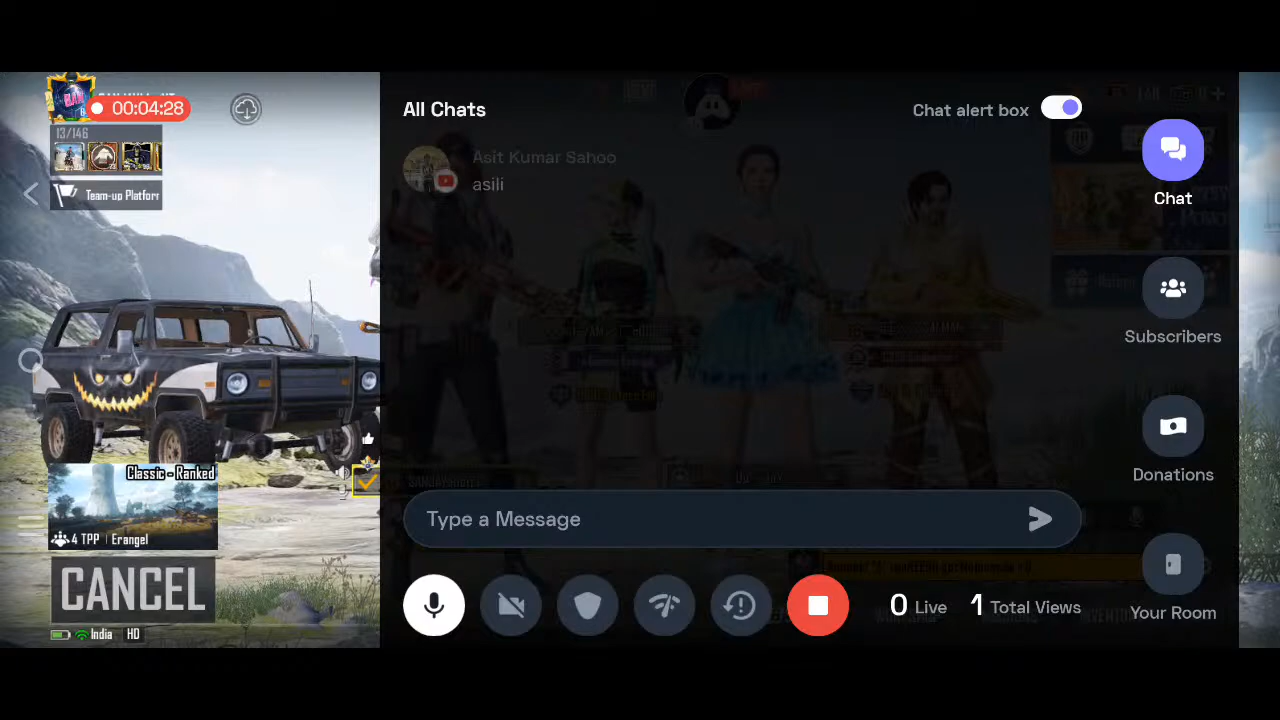 00:04:28
13/146
Team-up Platforr
Classic - Ranked
4 TPP | Erangel
CANCEL
India HD
All Chats
Chat alert box
Asit Kumar Sahoo
asili
Type a Message
0 Live 1 Total Views
Chat
Subscribers
Donations
Your Room